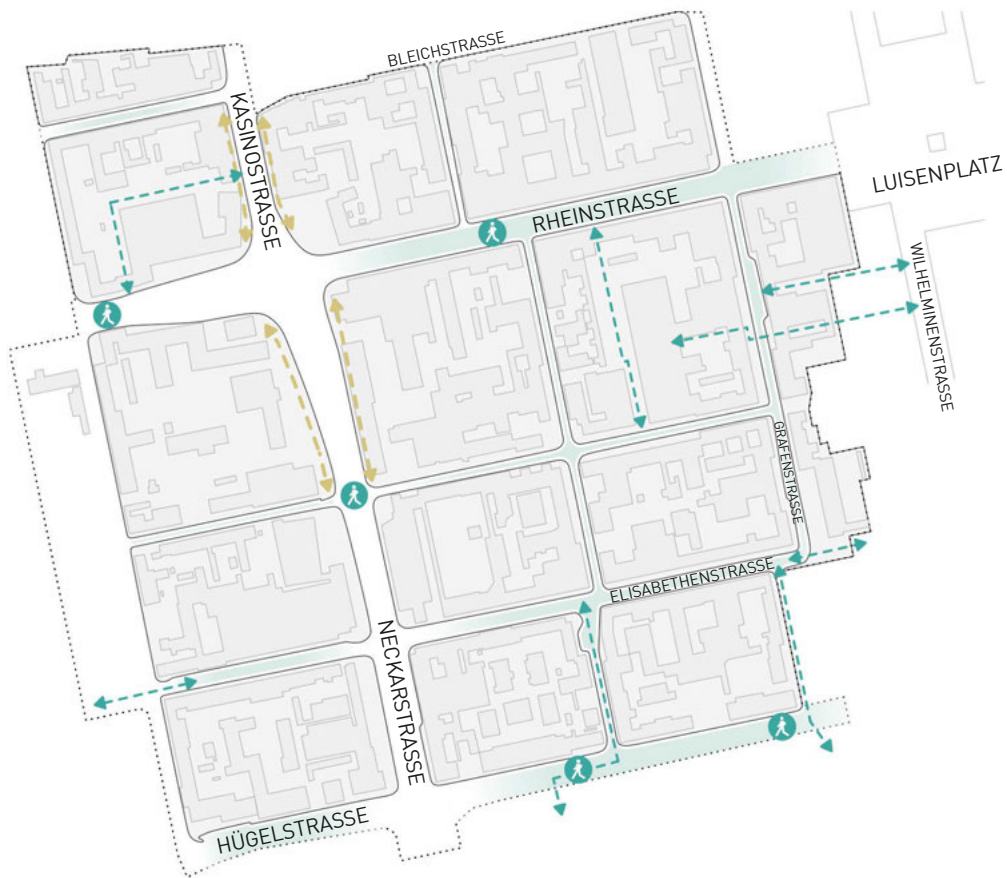 BLEICHSTRASSE
KASINOSTRASSE
LUISENPLATZ
RHEINSTRASSE
WILHELMINENSTRASSE
GRAFENSTRASSE
ELISABETHENSTRASSE
NECKARSTRASSE
HÜGELSTRASSE